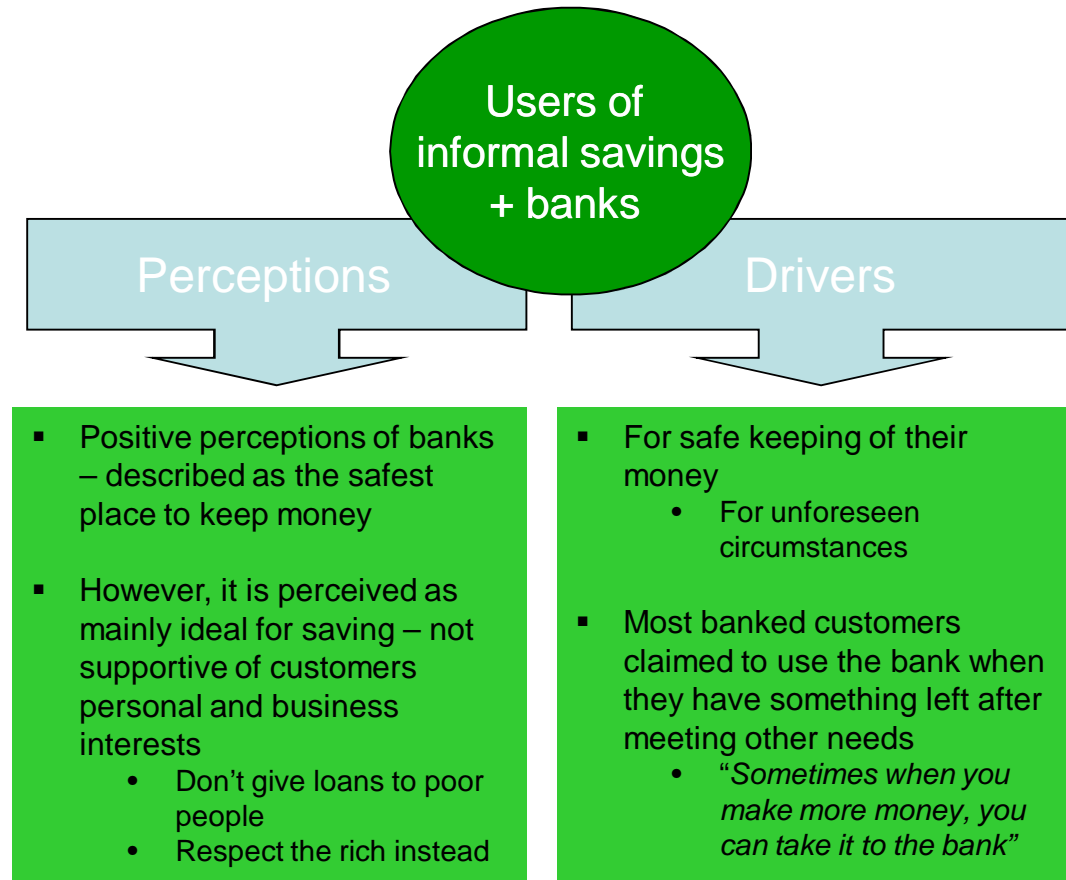 Users of
informal savings
+ banks
Perceptions
Drivers
▪ Positive perceptions of banks
– described as the safest
place to keep money
▪ However, it is perceived as
mainly ideal for saving – not
supportive of customers
personal and business
interests
• Don’t give loans to poor
people
• Respect the rich instead
▪ For safe keeping of their
money
• For unforeseen
circumstances
▪ Most banked customers
claimed to use the bank when
they have something left after
meeting other needs
• “Sometimes when you
make more money, you
can take it to the bank”